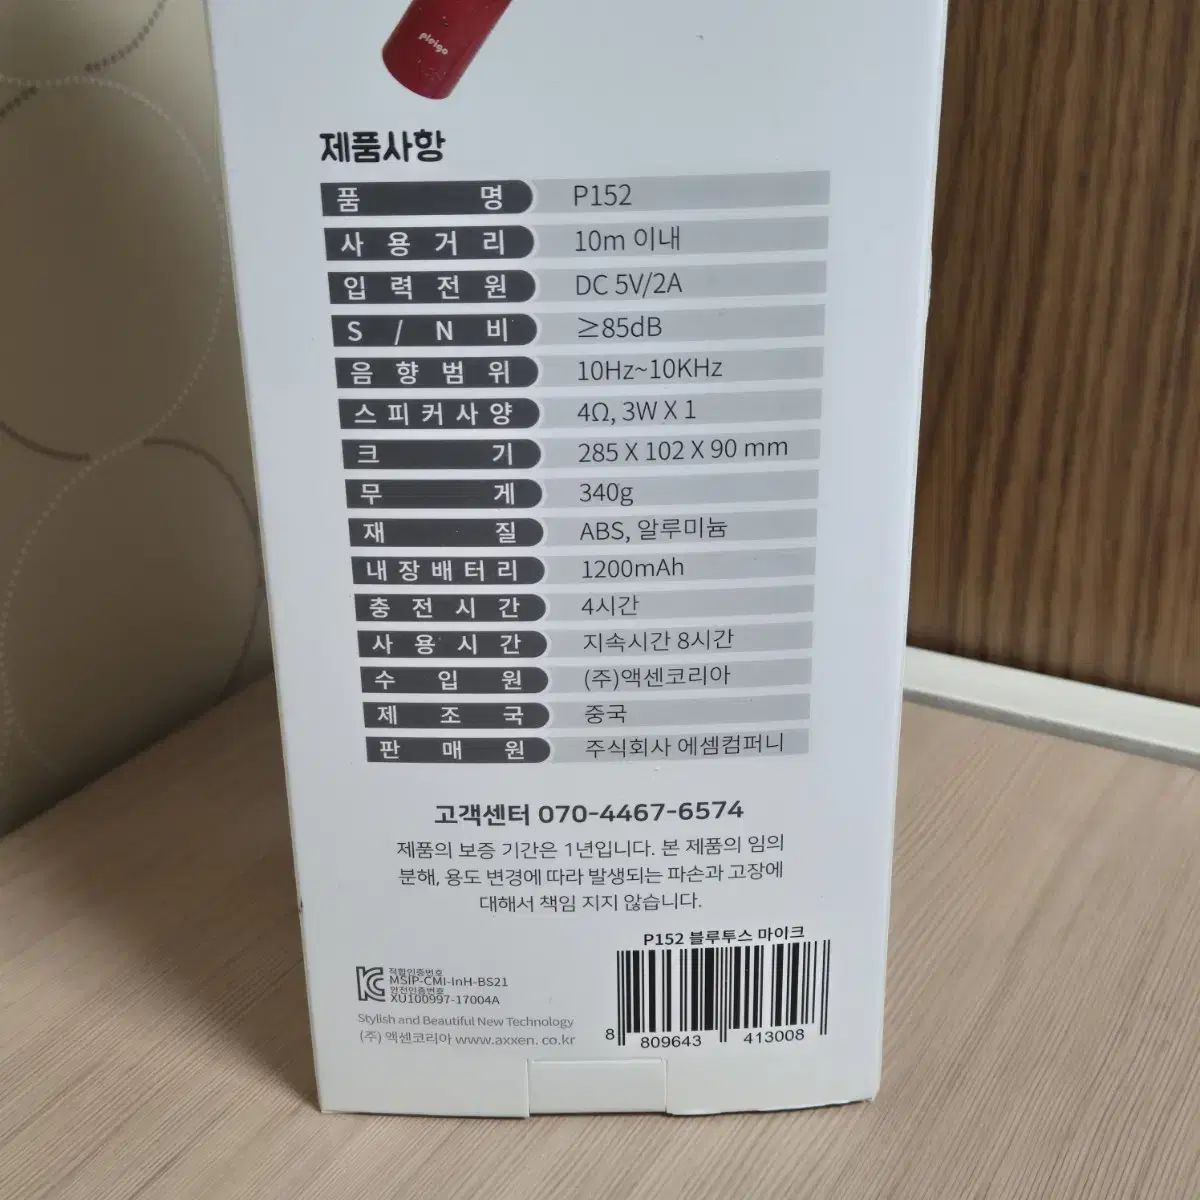 pleigo
제품사항
품 명 P152
사 용 거 리 10m 이내
입 력 전 원 DC 5V/2A
S / N 비 ≥85dB
음 향 범 위 10Hz~10KHz
스 피 커 사 양 4Ω, 3W X 1
크 기 285 X 102 X 90 mm
무 게 340g
재 질 ABS, 알루미늄
내 장 배 터 리 1200mAh
충 전 시 간 4시간
사 용 시 간 지속시간 8시간
수 입 원 (주)액센코리아
제 조 국 중국
판 매 원 주식회사 에셈컴퍼니
고객센터 070-4467-6574
제품의 보증 기간은 1년입니다. 본 제품의 임의
분해, 용도 변경에 따라 발생되는 파손과 고장에
대해서 책임 지지 않습니다.
P152 블루투스 마이크
적합인증번호
MSIP-CMI-InH-BS21
안전인증번호
XU100997-17004A
Stylish and Beautiful New Technology
(주) 액센코리아 www.axxen.co.kr
8 809643 413008